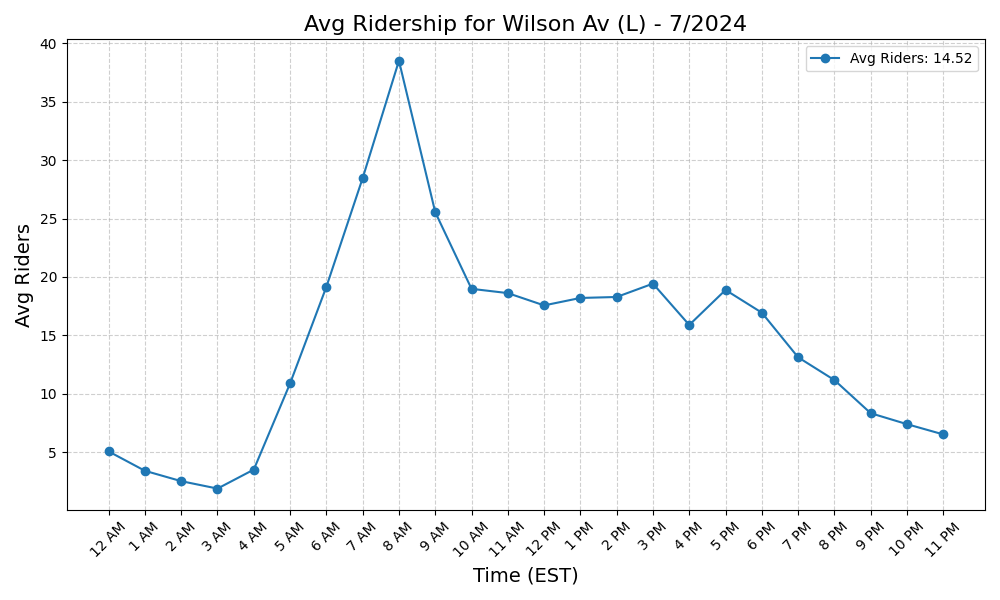 Avg Ridership for Wilson Av (L) - 7/2024
Avg Riders: 14.52
Avg Riders
40
35
30
25
20
15
10
5
12 AM
1 AM
2 AM
3 AM
4 AM
5 AM
6 AM
7 AM
8 AM
9 AM
10 AM
11 AM
12 PM
1 PM
2 PM
3 PM
4 PM
5 PM
6 PM
7 PM
8 PM
9 PM
10 PM
11 PM
Time (EST)